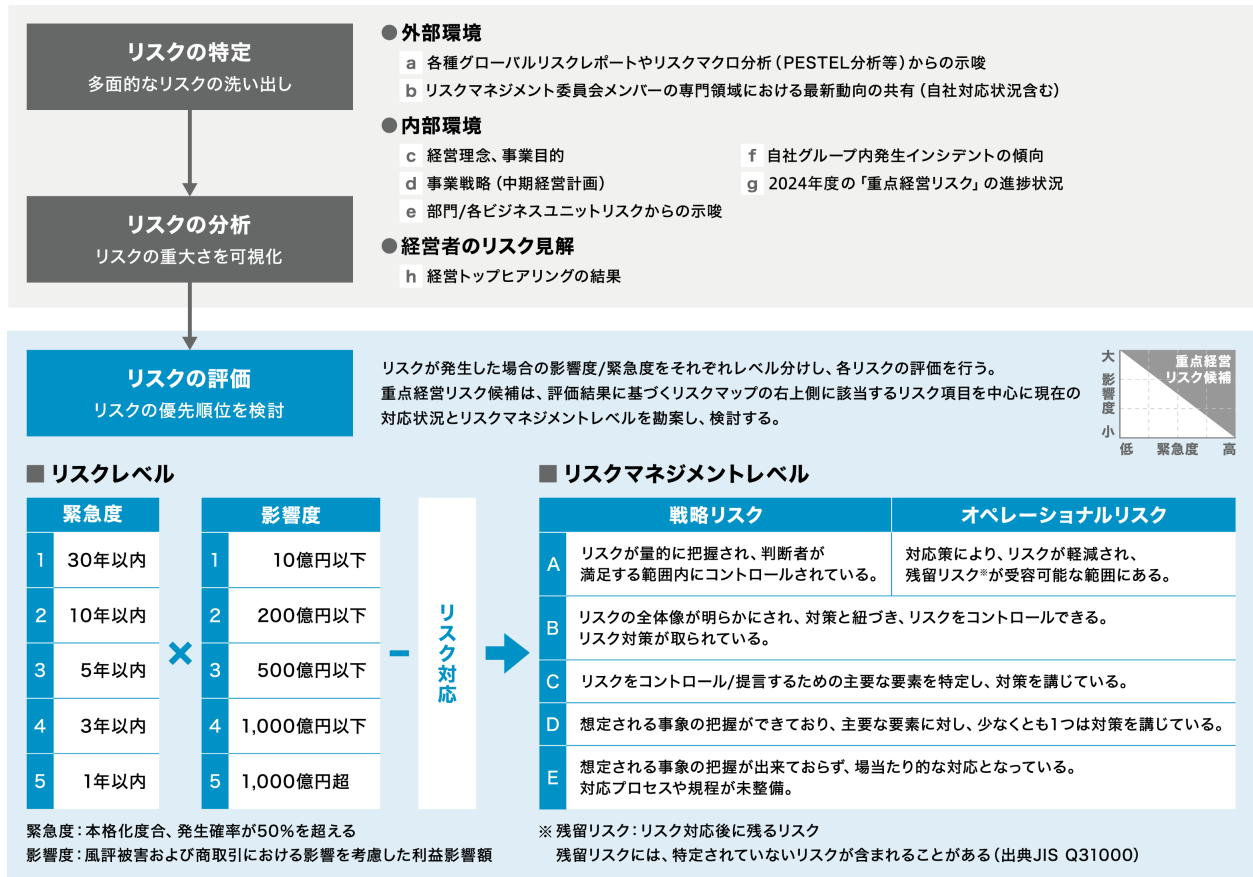 リスクの特定
多面的なリスクの洗い出し
リスクの分析
リスクの重大さを可視化
●外部環境
a 各種グローバルリスクレポートやリスクマクロ分析（PESTEL分析等）からの示唆
b リスクマネジメント委員会メンバーの専門領域における最新動向の共有（自社対応状況含む）
●内部環境
c 経営理念、事業目的
d 事業戦略（中期経営計画）
e 部門/各ビジネスユニットリスクからの示唆
f 自社グループ内発生インシデントの傾向
g 2024年度の「重点経営リスク」の進捗状況
●経営者のリスク見解
h 経営トップヒアリングの結果
リスクの評価
リスクの優先順位を検討
リスクが発生した場合の影響度/緊急度をそれぞれレベル分けし、各リスクの評価を行う。
重点経営リスク候補は、評価結果に基づくリスクマップの右上側に該当するリスク項目を中心に現在の
対応状況とリスクマネジメントレベルを勘案し、検討する。
大
影響度
小
重点経営
リスク候補
低 緊急度 高
■リスクレベル
緊急度
1 30年以内
2 10年以内
3 5年以内
4 3年以内
5 1年以内
×
影響度
1 10億円以下
2 200億円以下
3 500億円以下
4 1,000億円以下
5 1,000億円超
−
リスク対応
■リスクマネジメントレベル
戦略リスク オペレーショナルリスク
A リスクが量的に把握され、判断者が
満足する範囲内にコントロールされている。
対応策により、リスクが軽減され、
残留リスク※が受容可能な範囲にある。
B リスクの全体像が明らかにされ、対策と紐づき、リスクをコントロールできる。
リスク対策が取られている。
C リスクをコントロール/提言するための主要な要素を特定し、対策を講じている。
D 想定される事象の把握ができており、主要な要素に対し、少なくとも1つは対策を講じている。
E 想定される事象の把握が出来ておらず、場当たり的な対応となっている。
対応プロセスや規程が未整備。
緊急度：本格化度合、発生確率が50％を超える
影響度：風評被害および商取引における影響を考慮した利益影響額
※ 残留リスク：リスク対応後に残るリスク
残留リスクには、特定されていないリスクが含まれることがある（出典JIS Q31000）